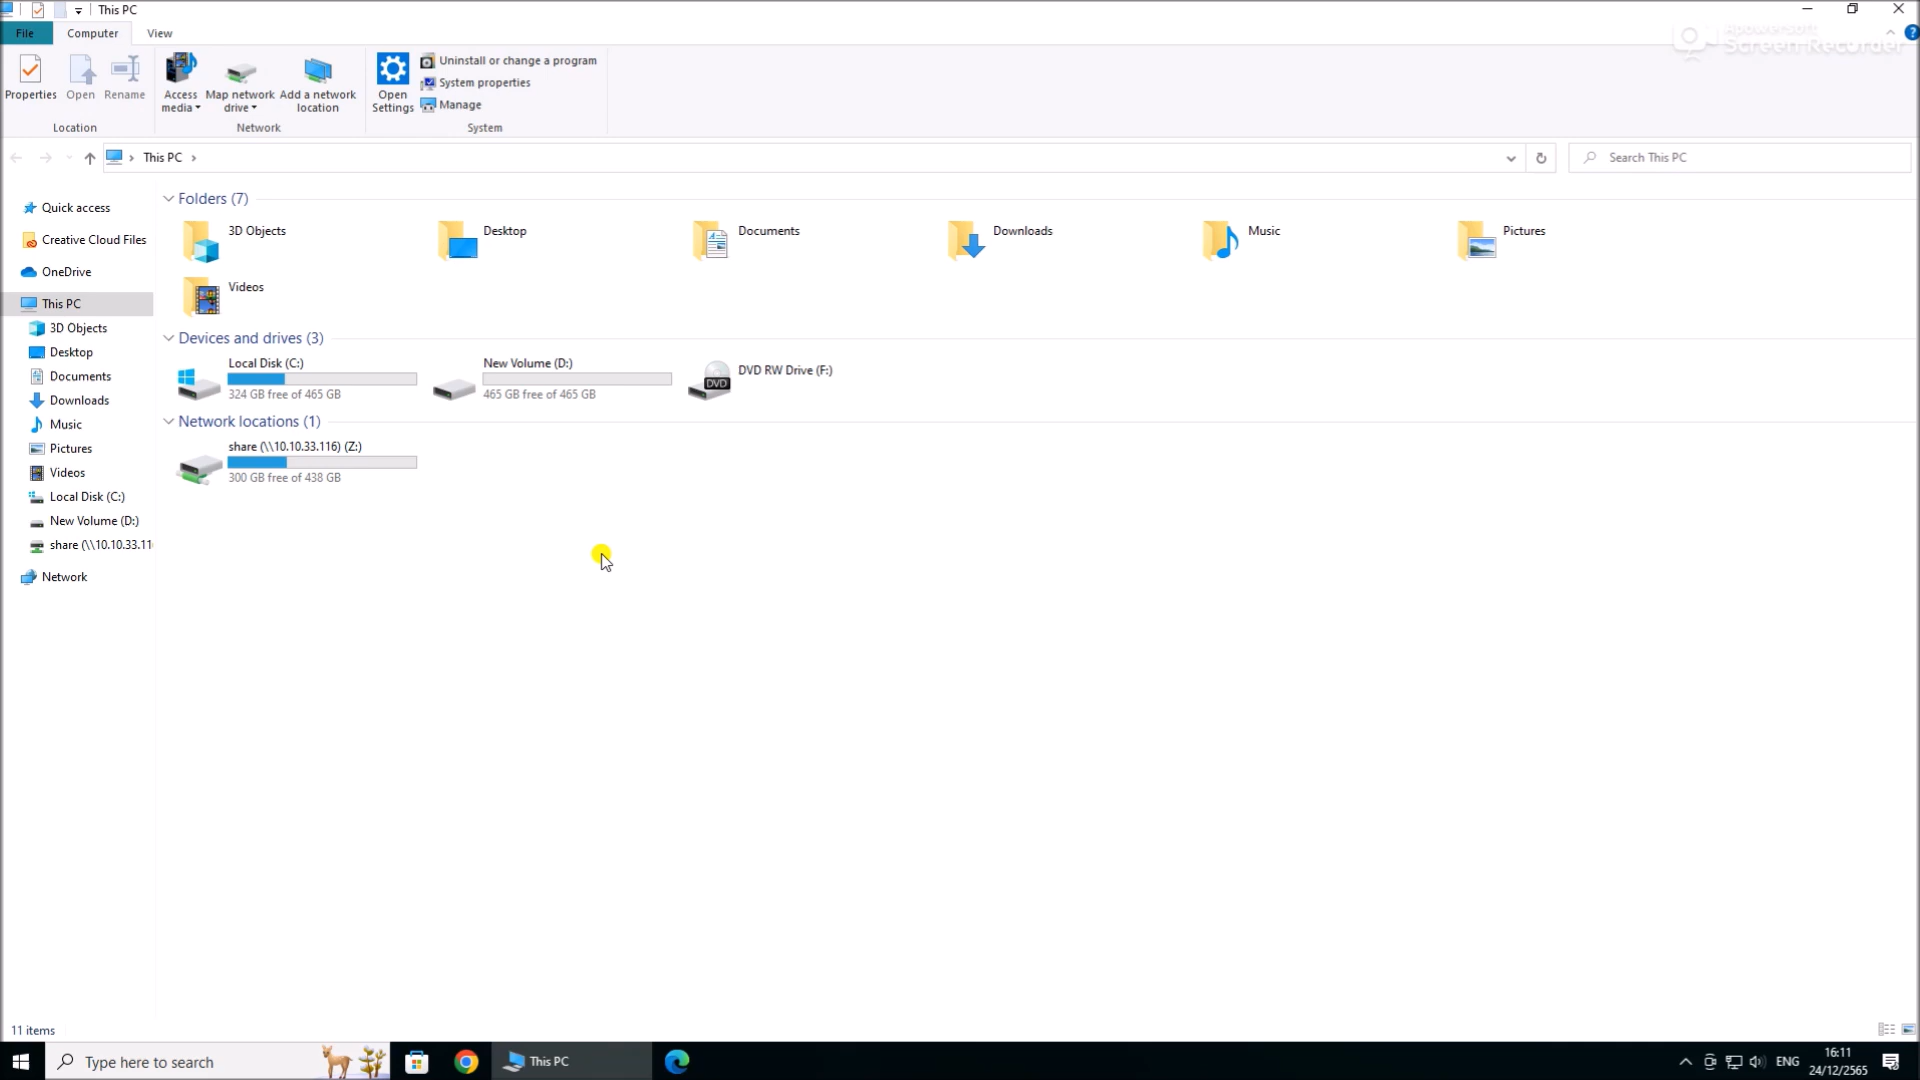 This PC
File
Computer
View
Apowersoft
Screen Recorder
Properties
Open
Rename
Access
media
Map network
drive
Add a network
location
Open
Settings
Uninstall or change a program
System properties
Manage
Location
Network
System
This PC
Search This PC
Quick access
Creative Cloud Files
OneDrive
This PC
3D Objects
Desktop
Documents
Downloads
Music
Pictures
Videos
Local Disk (C:)
New Volume (D:)
share (\\10.10.33.11
Network
Folders (7)
3D Objects
Desktop
Documents
Downloads
Music
Pictures
Videos
Devices and drives (3)
Local Disk (C:)
324 GB free of 465 GB
New Volume (D:)
465 GB free of 465 GB
DVD
DVD RW Drive (F:)
Network locations (1)
share (\\10.10.33.116) (Z:)
300 GB free of 438 GB
11 items
Type here to search
This PC
ENG
16:11
24/12/2565